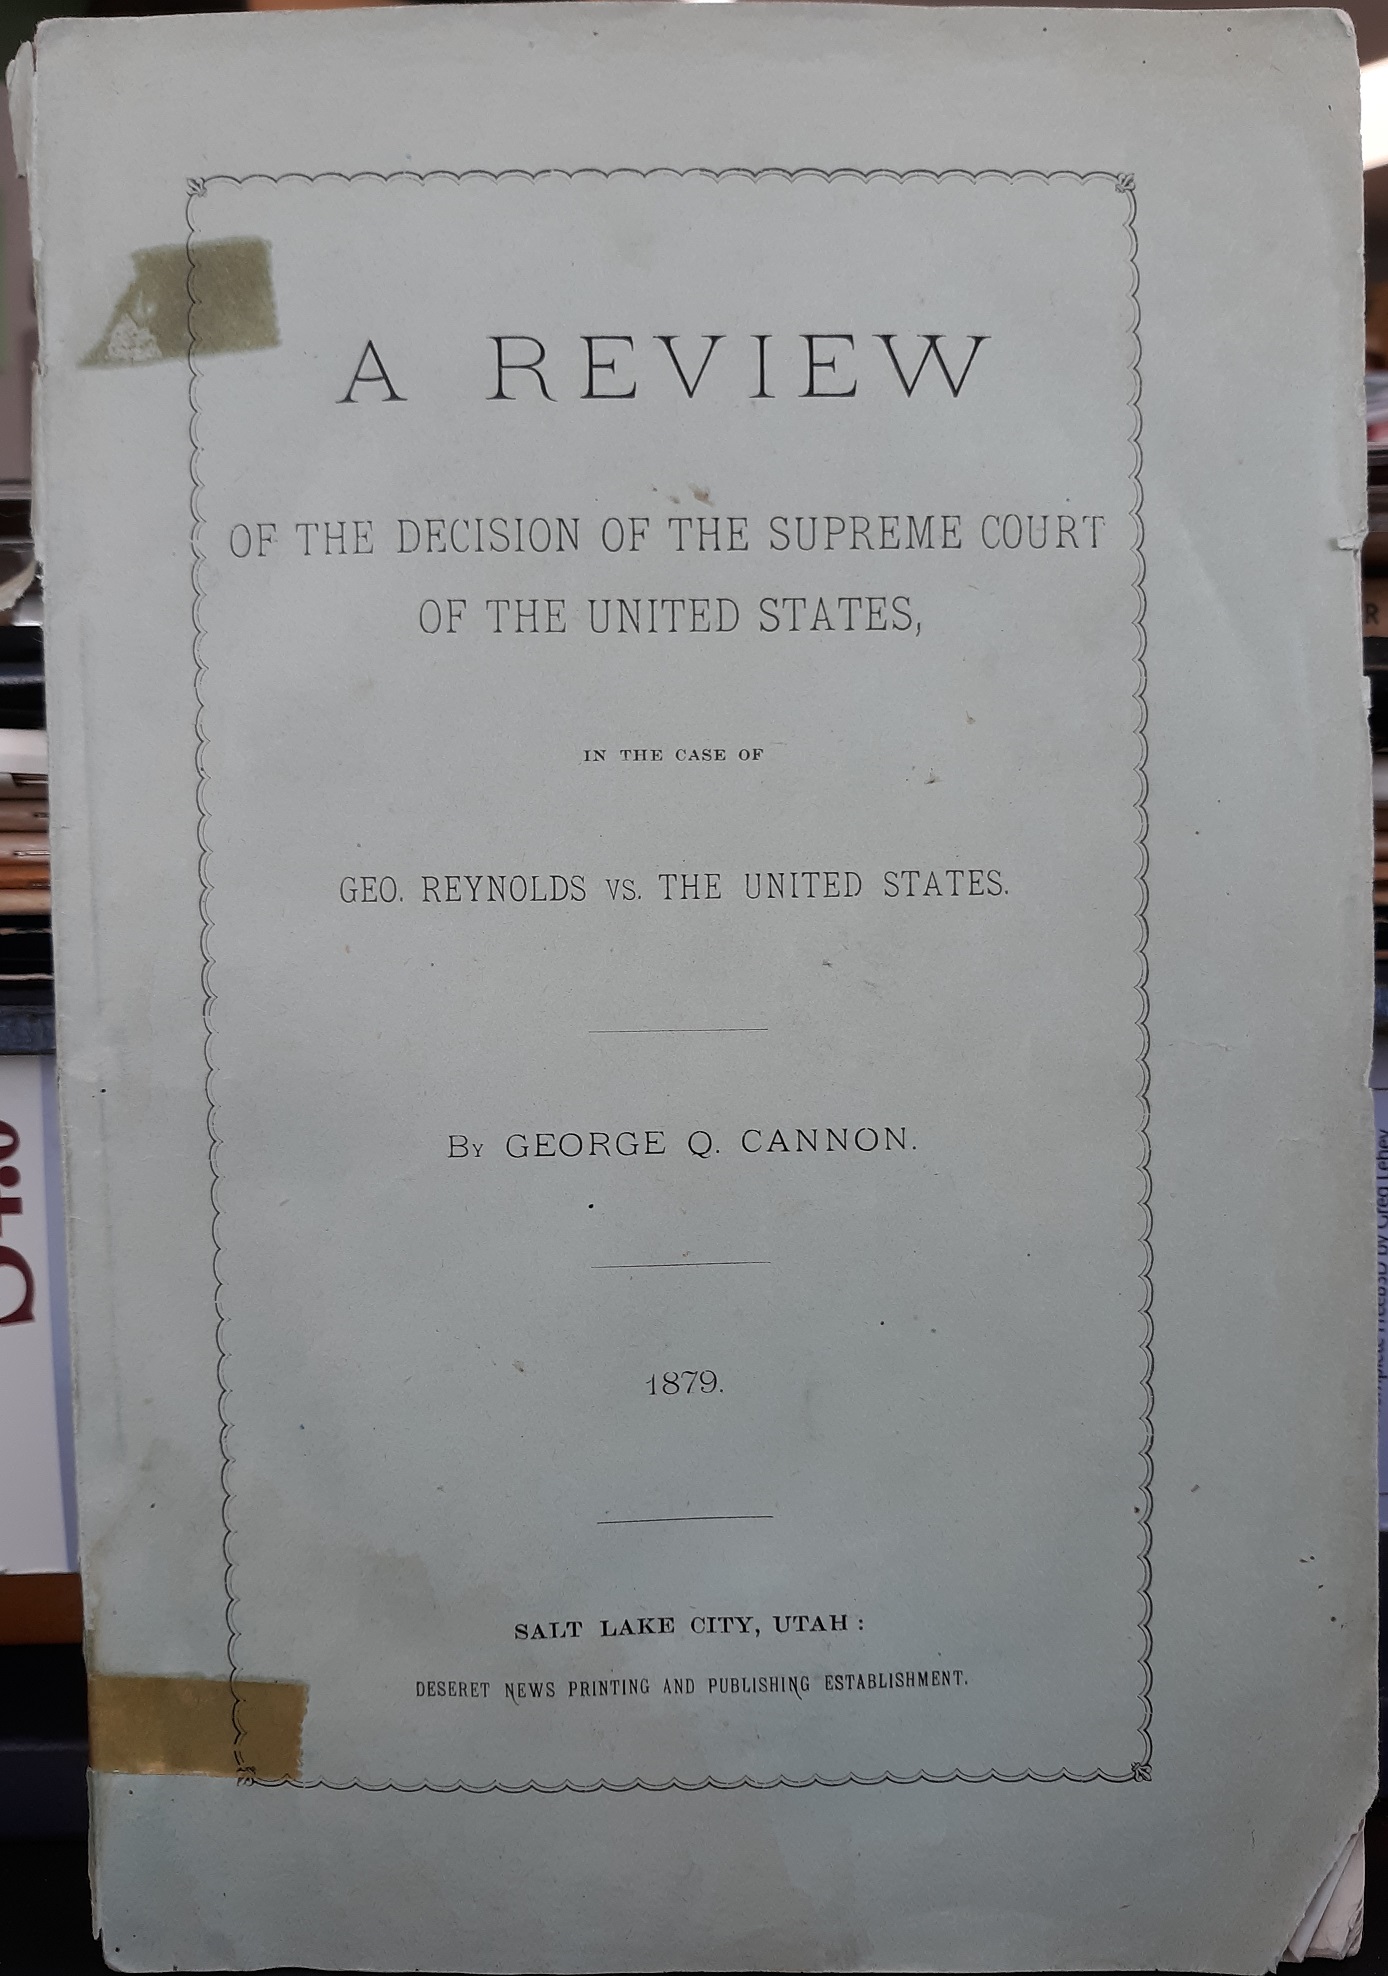 A REVIEW
OF THE DECISION OF THE SUPREME COURT
OF THE UNITED STATES,
IN THE CASE OF
GEO. REYNOLDS VS. THE UNITED STATES.
By GEORGE Q. CANNON.
1879.
SALT LAKE CITY, UTAH :
DESERET NEWS PRINTING AND PUBLISHING ESTABLISHMENT.